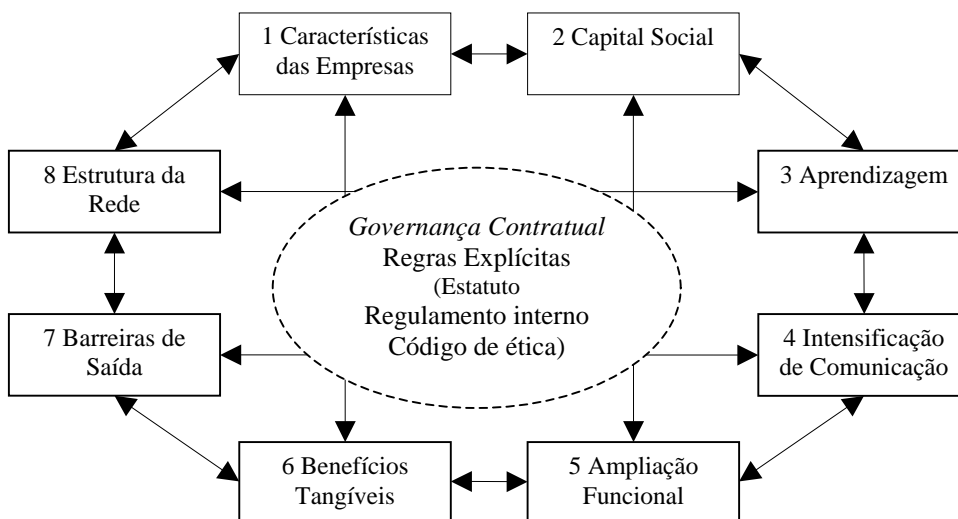 1 Características
das Empresas
2 Capital Social
8 Estrutura da
Rede
3 Aprendizagem
Governança Contratual
Regras Explícitas
(Estatuto
Regulamento interno
Código de ética)
7 Barreiras de
Saída
4 Intensificação
de Comunicação
6 Benefícios
Tangíveis
5 Ampliação
Funcional